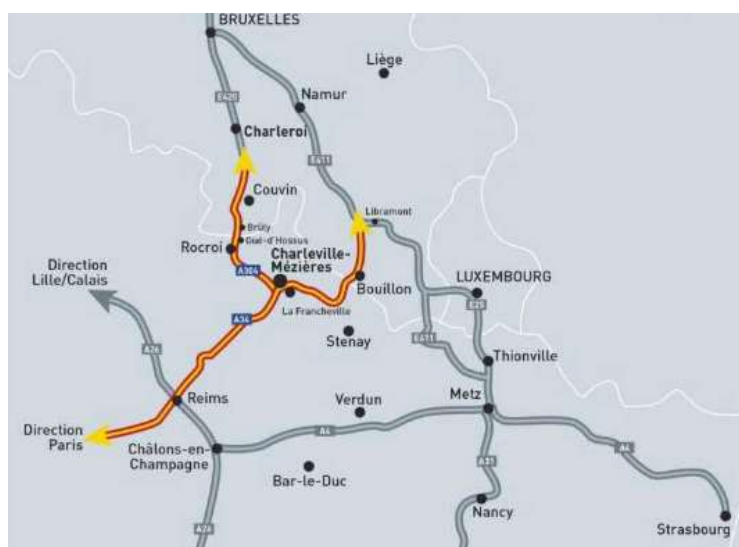 BRUXELLES
Liège
Namur
E420
Charleroi
E411
Couvin
Libramont
Brûly
Gué-d'Hossus
Rocroi
Charleville-
Mézières
A304
Direction
Lille/Calais
Bouillon
LUXEMBOURG
La Francheville
E25
A34
Stenay
E411
A26
Thionville
Reims
Verdun
Metz
Direction
Paris
A4
Châlons-en-
Champagne
A4
A31
Bar-le-Duc
Nancy
A26
Strasbourg